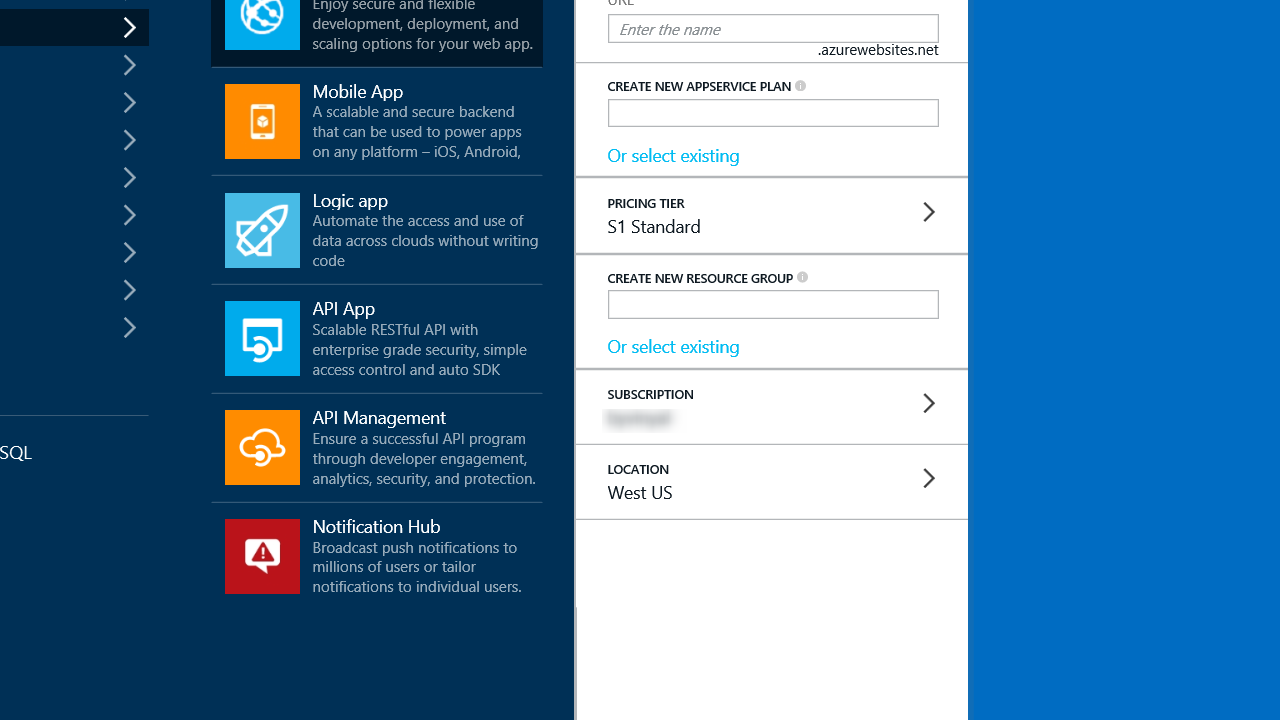 SQL
Enjoy secure and flexible
development, deployment, and
scaling options for your web app.
Mobile App
A scalable and secure backend
that can be used to power apps
on any platform – iOS, Android,
Logic app
Automate the access and use of
data across clouds without writing
code
API App
Scalable RESTful API with
enterprise grade security, simple
access control and auto SDK
API Management
Ensure a successful API program
through developer engagement,
analytics, security, and protection.
Notification Hub
Broadcast push notifications to
millions of users or tailor
notifications to individual users.
URL
Enter the name
.azurewebsites.net
CREATE NEW APPSERVICE PLAN
Or select existing
PRICING TIER
S1 Standard
CREATE NEW RESOURCE GROUP
Or select existing
SUBSCRIPTION
LOCATION
West US